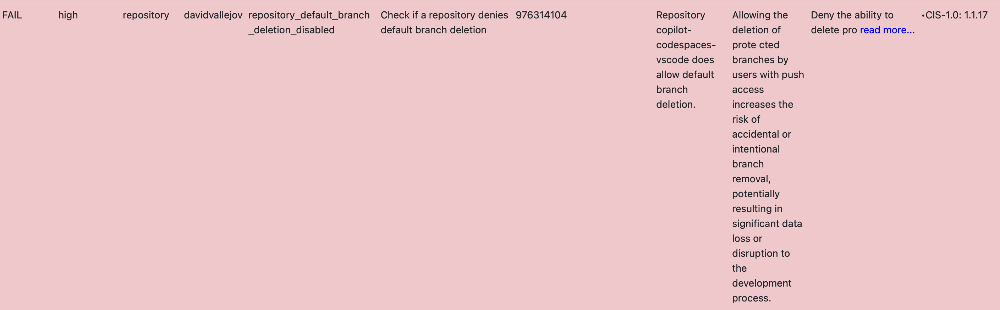 FAIL
high
repository
davidvallejov
repository_default_branch
_deletion_disabled
Check if a repository denies
default branch deletion
976314104
Repository
copilot-
codespaces-
vscode does
allow default
branch
deletion.
Allowing the
deletion of
prote cted
branches by
users with push
access
increases the
risk of
accidental or
intentional
branch
removal,
potentially
resulting in
significant data
loss or
disruption to
the
development
process.
Deny the ability to
delete pro read more...
•CIS-1.0: 1.1.17